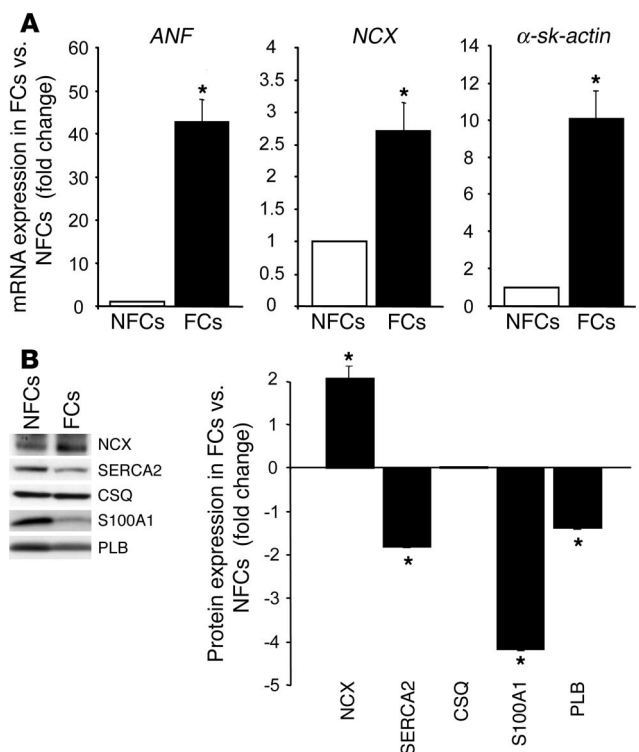 A
ANF
NCX
α-sk-actin
mRNA expression in FCs vs.
NFCs (fold change)
60
50
40
30
20
10
0
*
NFCs FCs
4
3.5
3
2.5
2
1.5
1
0.5
0
*
NFCs FCs
14
12
10
8
6
4
2
0
*
NFCs FCs
B
NFCs
FCs
NCX
SERCA2
CSQ
S100A1
PLB
Protein expression in FCs vs.
NFCs (fold change)
2
1
0
-1
-2
-3
-4
-5
*
*
*
*
NCX
SERCA2
CSQ
S100A1
PLB